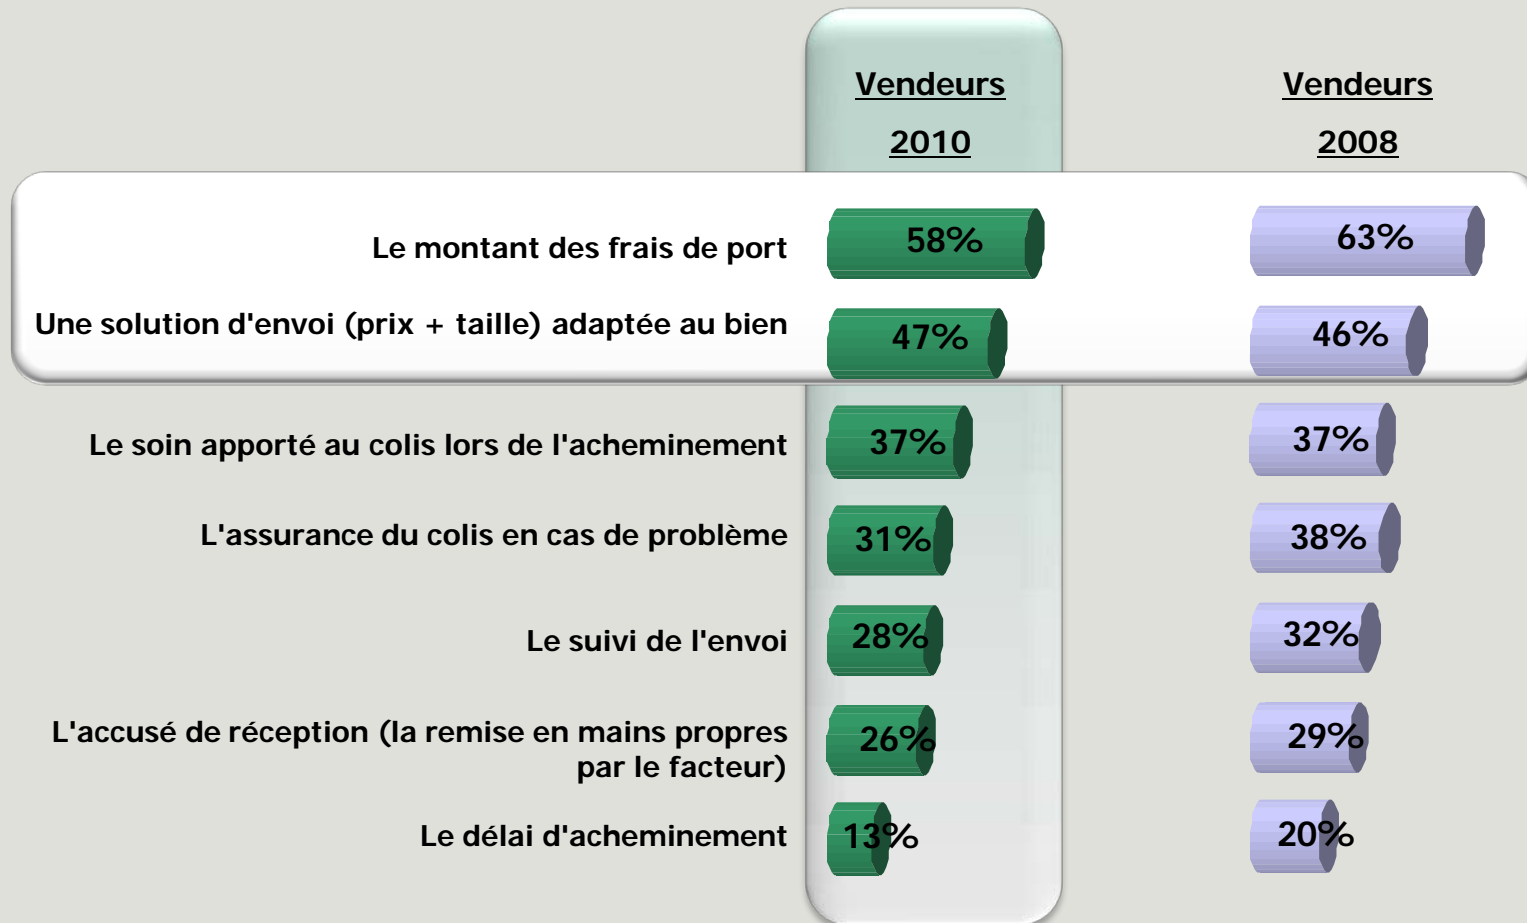 Vendeurs
2010
Vendeurs
2008
Le montant des frais de port
58%
63%
Une solution d'envoi (prix + taille) adaptée au bien
47%
46%
Le soin apporté au colis lors de l'acheminement
37%
37%
L'assurance du colis en cas de problème
31%
38%
Le suivi de l'envoi
28%
32%
L'accusé de réception (la remise en mains propres
par le facteur)
26%
29%
Le délai d'acheminement
13%
20%